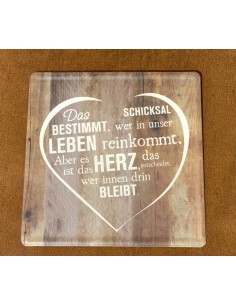 Das SCHICKSAL
BESTIMMT, wer in unser
LEBEN reinkommt.
Aber es
ist das HERZ, das
entscheidet,
wer innen drin
BLEIBT.